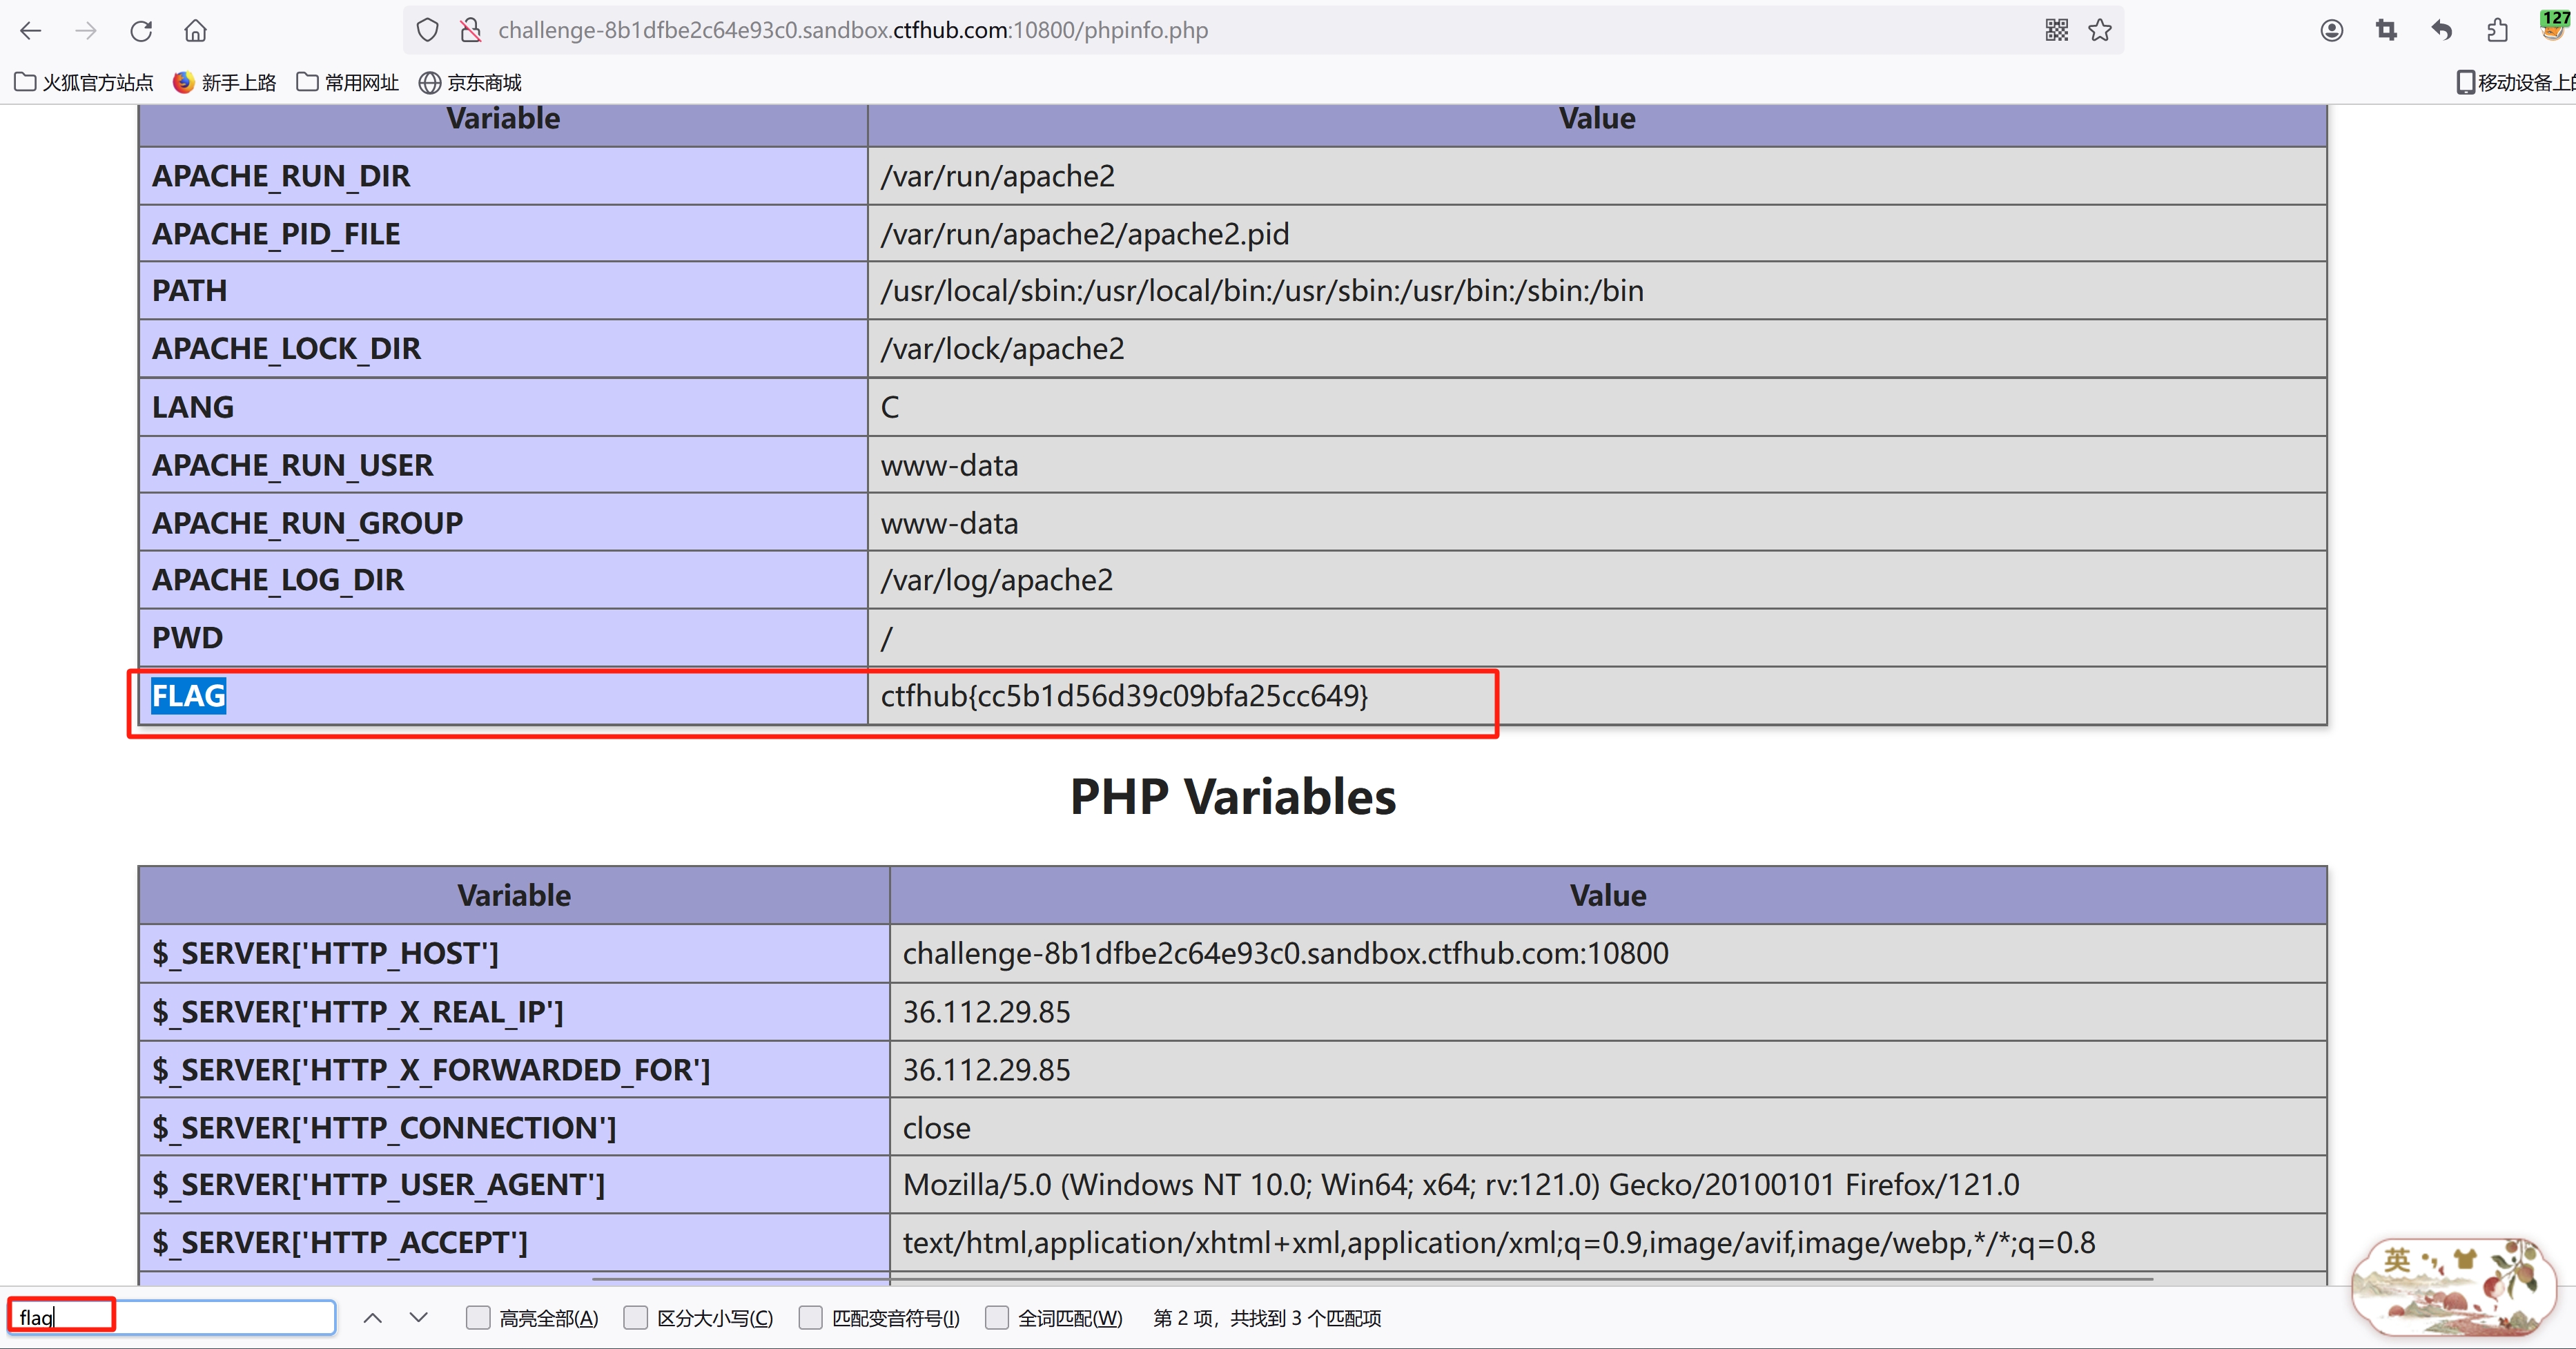 challenge-8b1dfbe2c64e93c0.sandbox.ctfhub.com:10800/phpinfo.php
127
火狐官方站点 新手上路 常用网址 京东商城 移动设备上的
Variable Value
APACHE_RUN_DIR /var/run/apache2
APACHE_PID_FILE /var/run/apache2/apache2.pid
PATH /usr/local/sbin:/usr/local/bin:/usr/sbin:/usr/bin:/sbin:/bin
APACHE_LOCK_DIR /var/lock/apache2
LANG C
APACHE_RUN_USER www-data
APACHE_RUN_GROUP www-data
APACHE_LOG_DIR /var/log/apache2
PWD /
FLAG ctfhub{cc5b1d56d39c09bfa25cc649}
PHP Variables
Variable Value
$_SERVER['HTTP_HOST'] challenge-8b1dfbe2c64e93c0.sandbox.ctfhub.com:10800
$_SERVER['HTTP_X_REAL_IP'] 36.112.29.85
$_SERVER['HTTP_X_FORWARDED_FOR'] 36.112.29.85
$_SERVER['HTTP_CONNECTION'] close
$_SERVER['HTTP_USER_AGENT'] Mozilla/5.0 (Windows NT 10.0; Win64; x64; rv:121.0) Gecko/20100101 Firefox/121.0
$_SERVER['HTTP_ACCEPT'] text/html,application/xhtml+xml,application/xml;q=0.9,image/avif,image/webp,*/*;q=0.8
英
flag 高亮全部(A) 区分大小写(C) 匹配变音符号(I) 全词匹配(W) 第 2 项，共找到 3 个匹配项